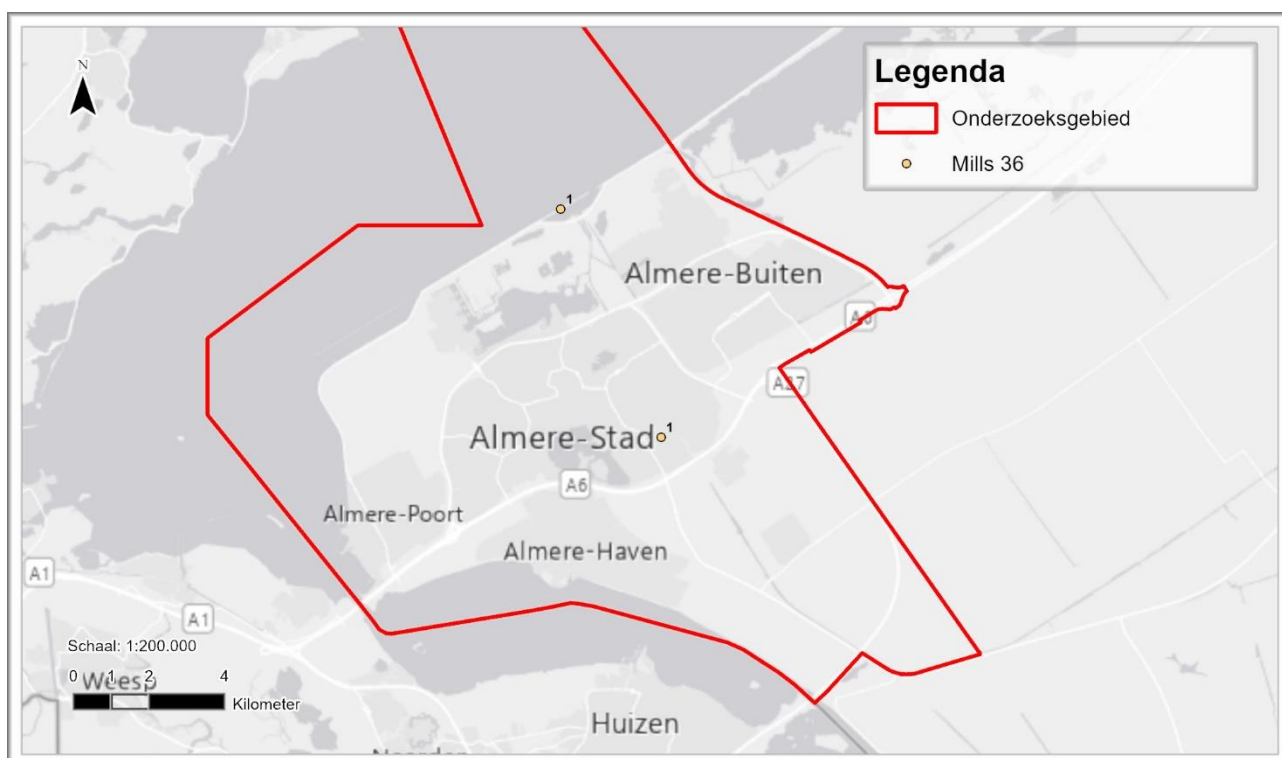 N
Legenda
Onderzoeksgebied
Mills 36
1
Almere-Buiten
A27
1
Almere-Stad
A6
Almere-Poort
Almere-Haven
A1
A1
Schaal: 1:200.000
0 1 2 4
Weesp
Kilometer
Huizen